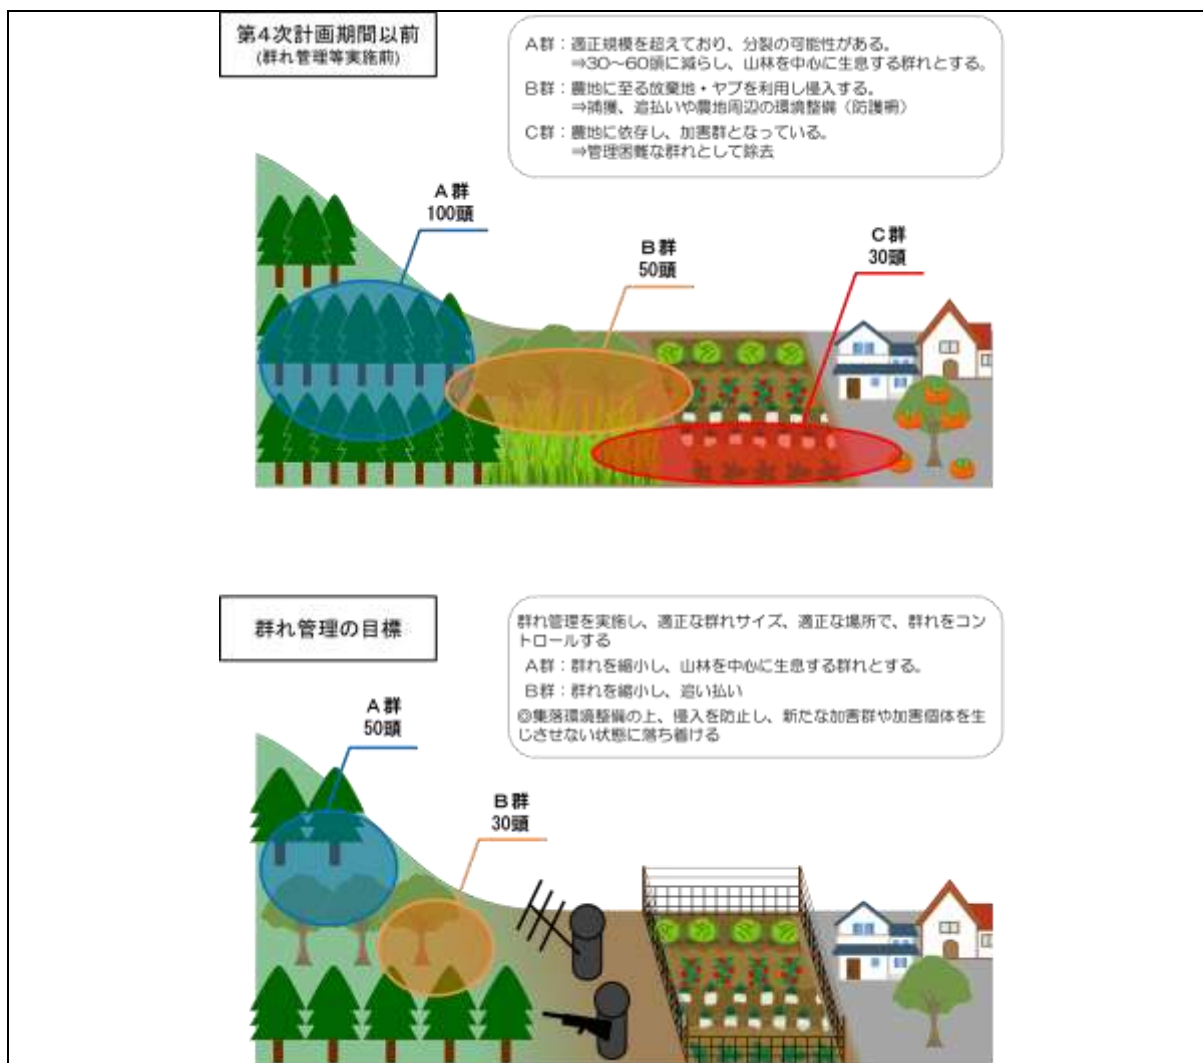 第4次計画期間以前
(群れ管理等実施前)
A群：適正規模を超えており、分裂の可能性がある。
⇒30～60頭に減らし、山林を中心に生息する群れとする。
B群：農地に至る放棄地・ヤブを利用し侵入する。
⇒捕獲、追払いや農地周辺の環境整備（防護柵）
C群：農地に依存し、加害群となっている。
⇒管理困難な群れとして除去
A群
100頭
B群
50頭
C群
30頭
群れ管理の目標
群れ管理を実施し、適正な群れサイズ、適正な場所で、群れをコン
トロールする
A群：群れを縮小し、山林を中心に生息する群れとする。
B群：群れを縮小し、追い払い
◎集落環境整備の上、侵入を防止し、新たな加害群や加害個体を生
じさせない状態に落ち着ける
A群
50頭
B群
30頭